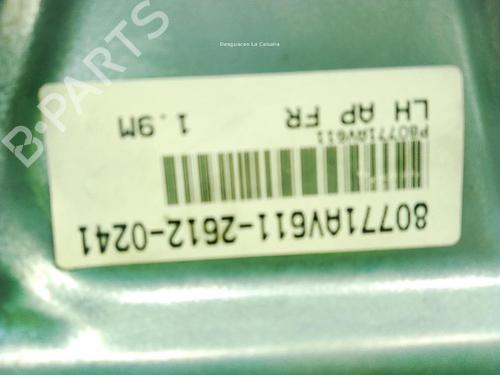 Desguaces La Cabaña
B-PARTS
80771AV611-2612-0241
P80771AV611
LH AP FR
1.9M